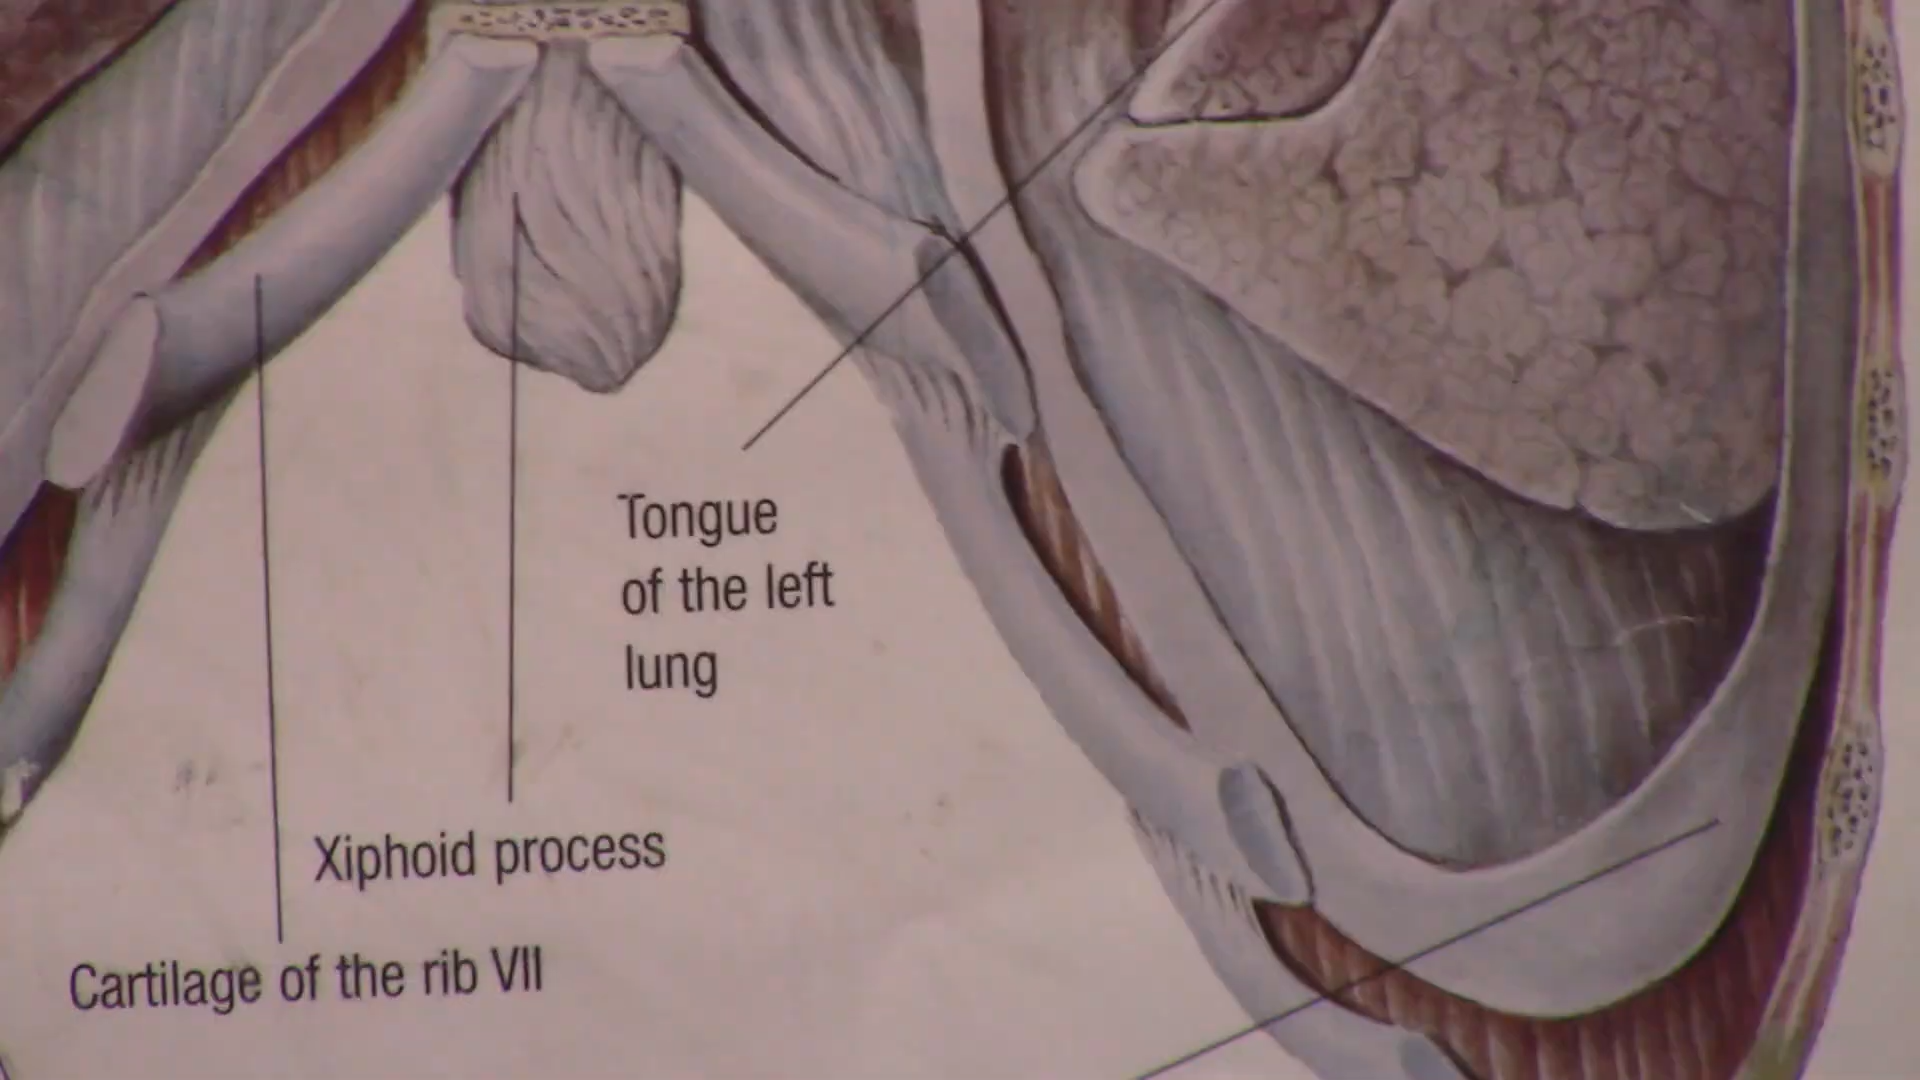 Tongue
of the left
lung
Xiphoid process
Cartilage of the rib VII